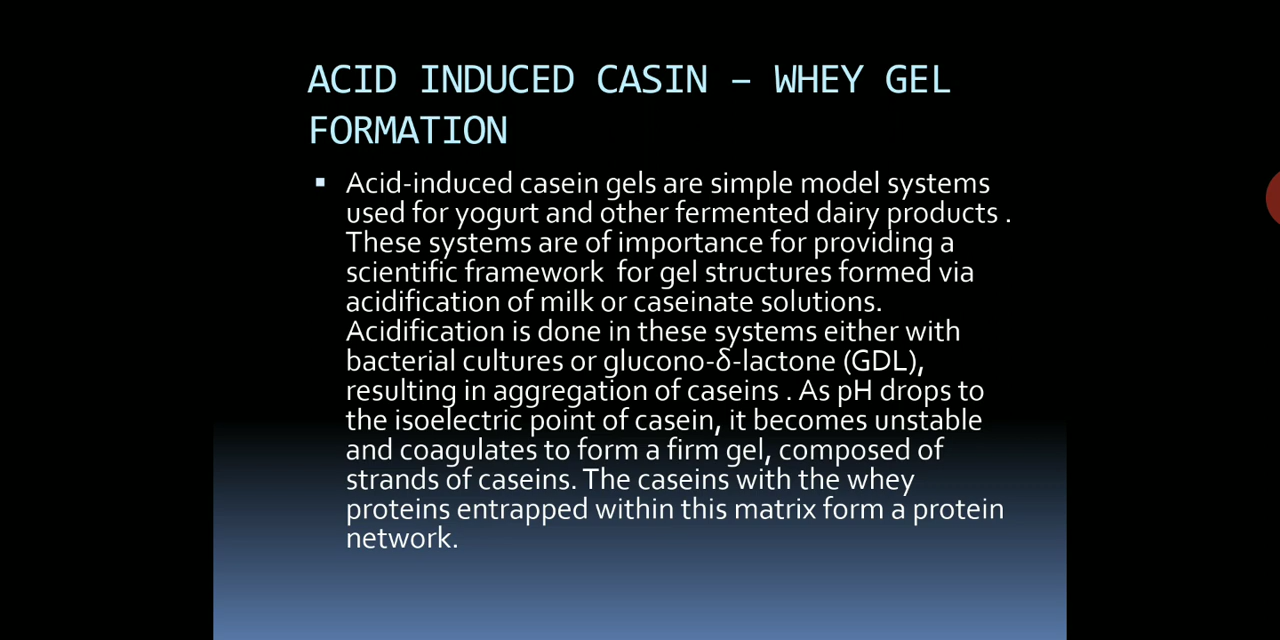 ACID INDUCED CASIN – WHEY GEL
FORMATION
▪ Acid-induced casein gels are simple model systems
used for yogurt and other fermented dairy products .
These systems are of importance for providing a
scientific framework  for gel structures formed via
acidification of milk or caseinate solutions.
Acidification is done in these systems either with
bacterial cultures or glucono-δ-lactone (GDL),
resulting in aggregation of caseins . As pH drops to
the isoelectric point of casein, it becomes unstable
and coagulates to form a firm gel, composed of
strands of caseins. The caseins with the whey
proteins entrapped within this matrix form a protein
network.